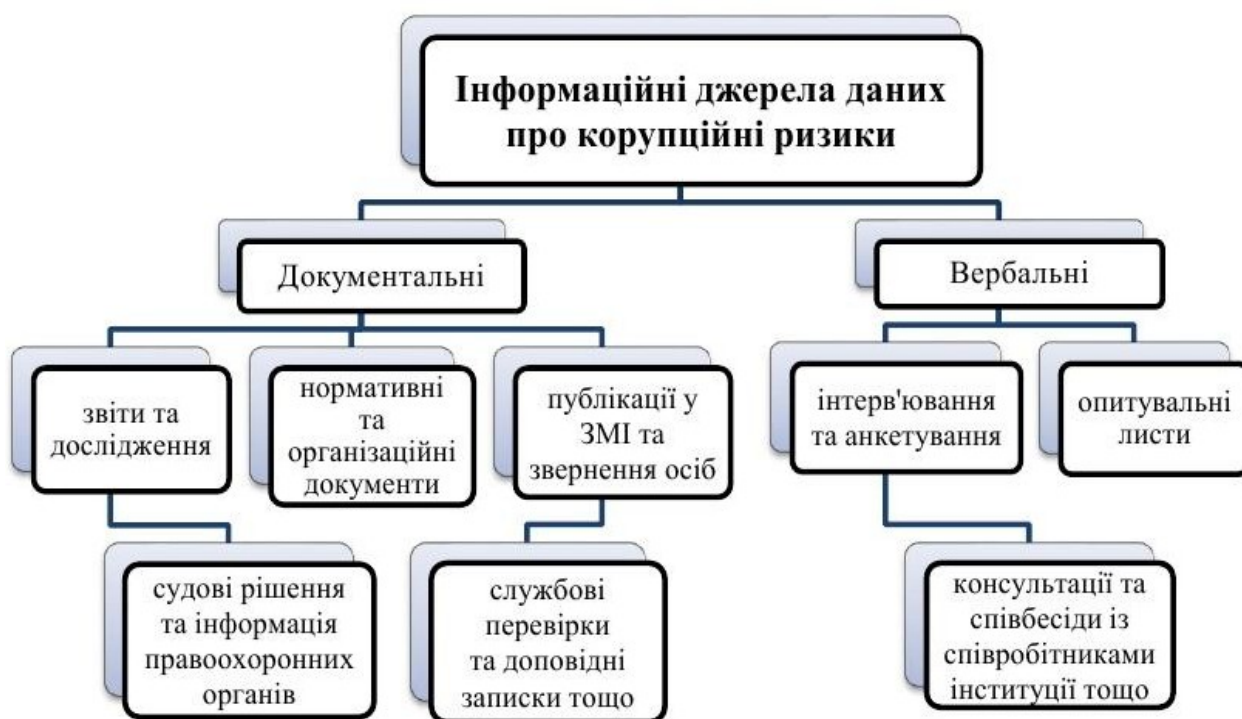 Інформаційні джерела даних
про корупційні ризики
Документальні
Вербальні
звіти та
дослідження
нормативні
та
організаційні
документи
публікації у
ЗМІ та
звернення осіб
інтерв'ювання
та анкетування
опитувальні
листи
судові рішення
та інформація
правоохоронних
органів
службові
перевірки
та доповідні
записки тощо
консультації та
співбесіди із
співробітниками
інституції тощо